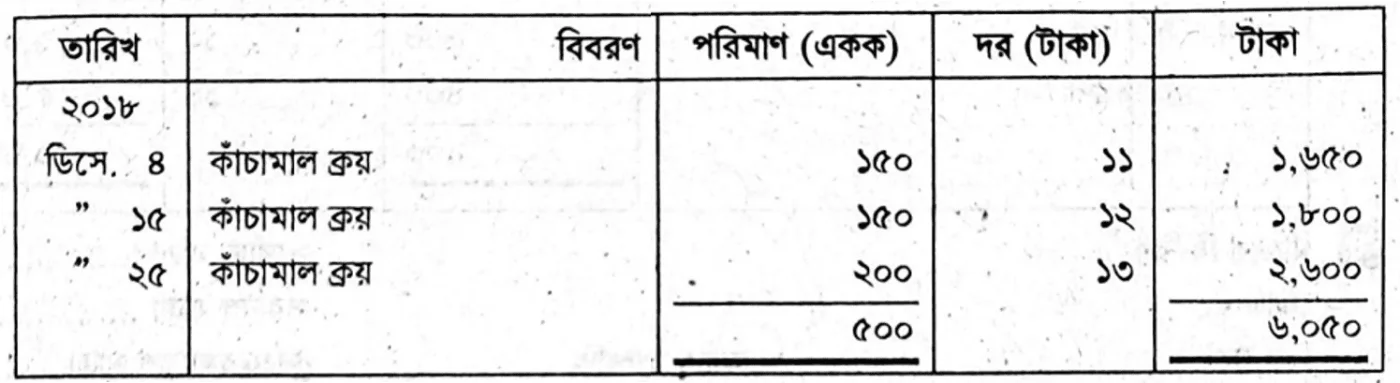 তারিখ বিবরণ পরিমাণ (একক) দর (টাকা) টাকা
২০১৮
ডিসে. ৪ কাঁচামাল ক্রয় ১৫০ ১১ ১,৬৫০
” ১৫ কাঁচামাল ক্রয় ১৫০ ১২ ১,৮০০
” ২৫ কাঁচামাল ক্রয় ২০০ ১৩ ২,৬০০
৫০০ ৬,০৫০